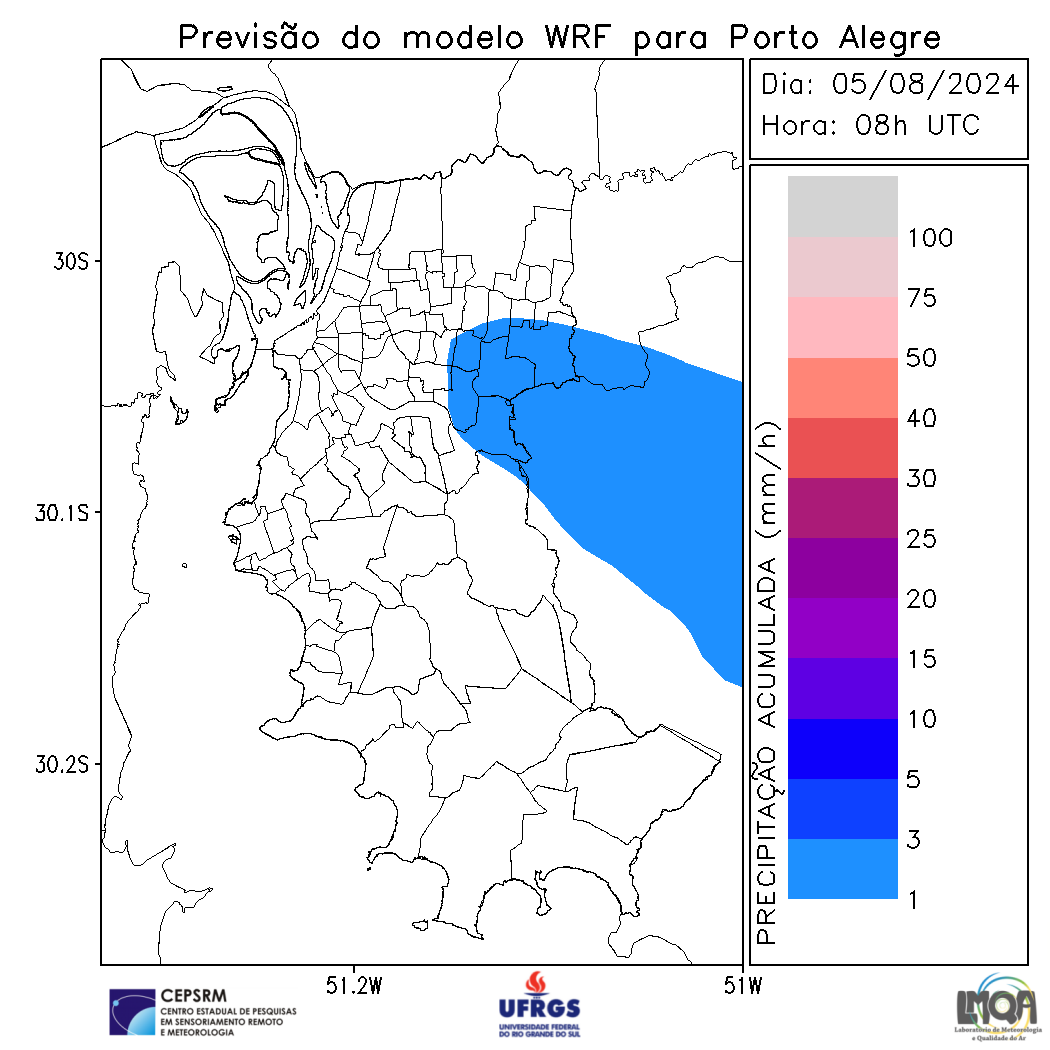 Previsão do modelo WRF para Porto Alegre
Dia: 05/08/2024
Hora: 08h UTC
30S
30.1S
30.2S
51.2W
51W
PRECIPITAÇÃO ACUMULADA (mm/h)
100
75
50
40
30
25
20
15
10
5
3
1
CEPSRM
CENTRO ESTADUAL DE PESQUISAS
EM SENSORIAMENTO REMOTO
E METEOROLOGIA
UFRGS
UNIVERSIDADE FEDERAL
DO RIO GRANDE DO SUL
LMQA
Laboratório de Meteorologia
e Qualidade do Ar